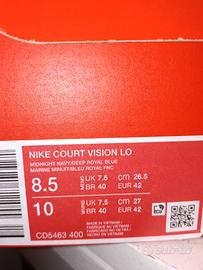 NIKE COURT VISION LO
MIDNIGHT NAVY/DEEP ROYAL BLUE
MARINE MINUIT/BLEU ROYAL FNC
8.5 MENS UK 7.5 cm 26.5
BR 40 EUR 42
10 WMNS UK 7.5 cm 27
BR 40 EUR 42
CD5463 400
MADE IN VIETNAM